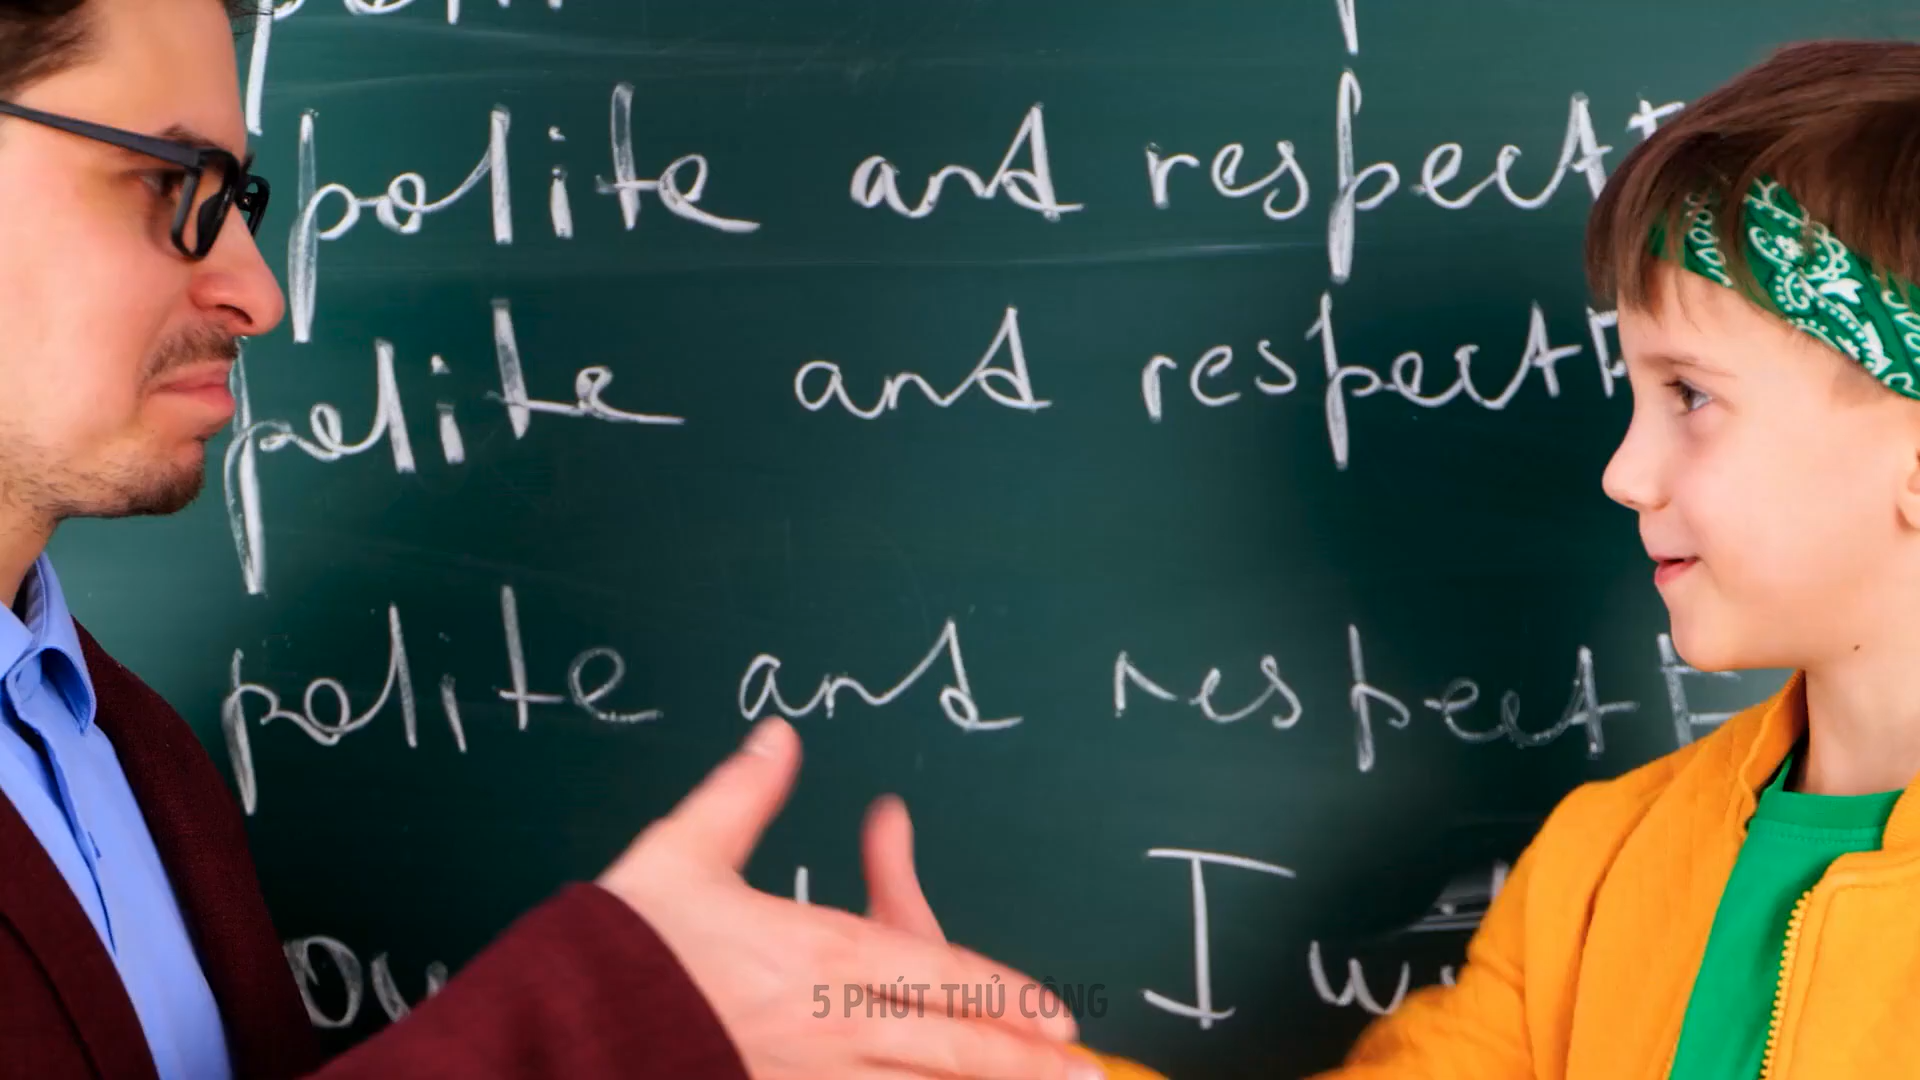 polite and respect
polite and respect
polite and respect
I
5 PHÚT THỦ CÔNG